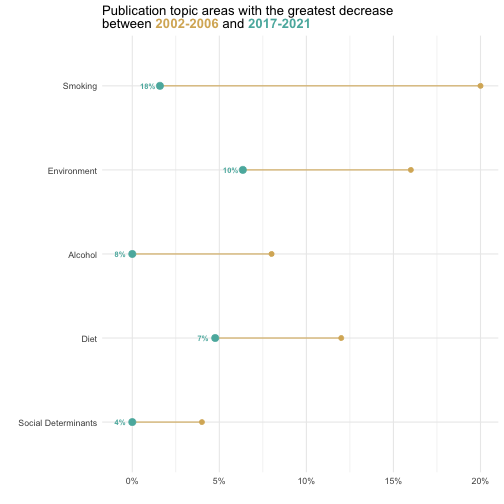 Publication topic areas with the greatest decrease
between 2002-2006 and 2017-2021
Smoking
18%
Environment
10%
Alcohol
8%
Diet
7%
Social Determinants
4%
0%
5%
10%
15%
20%